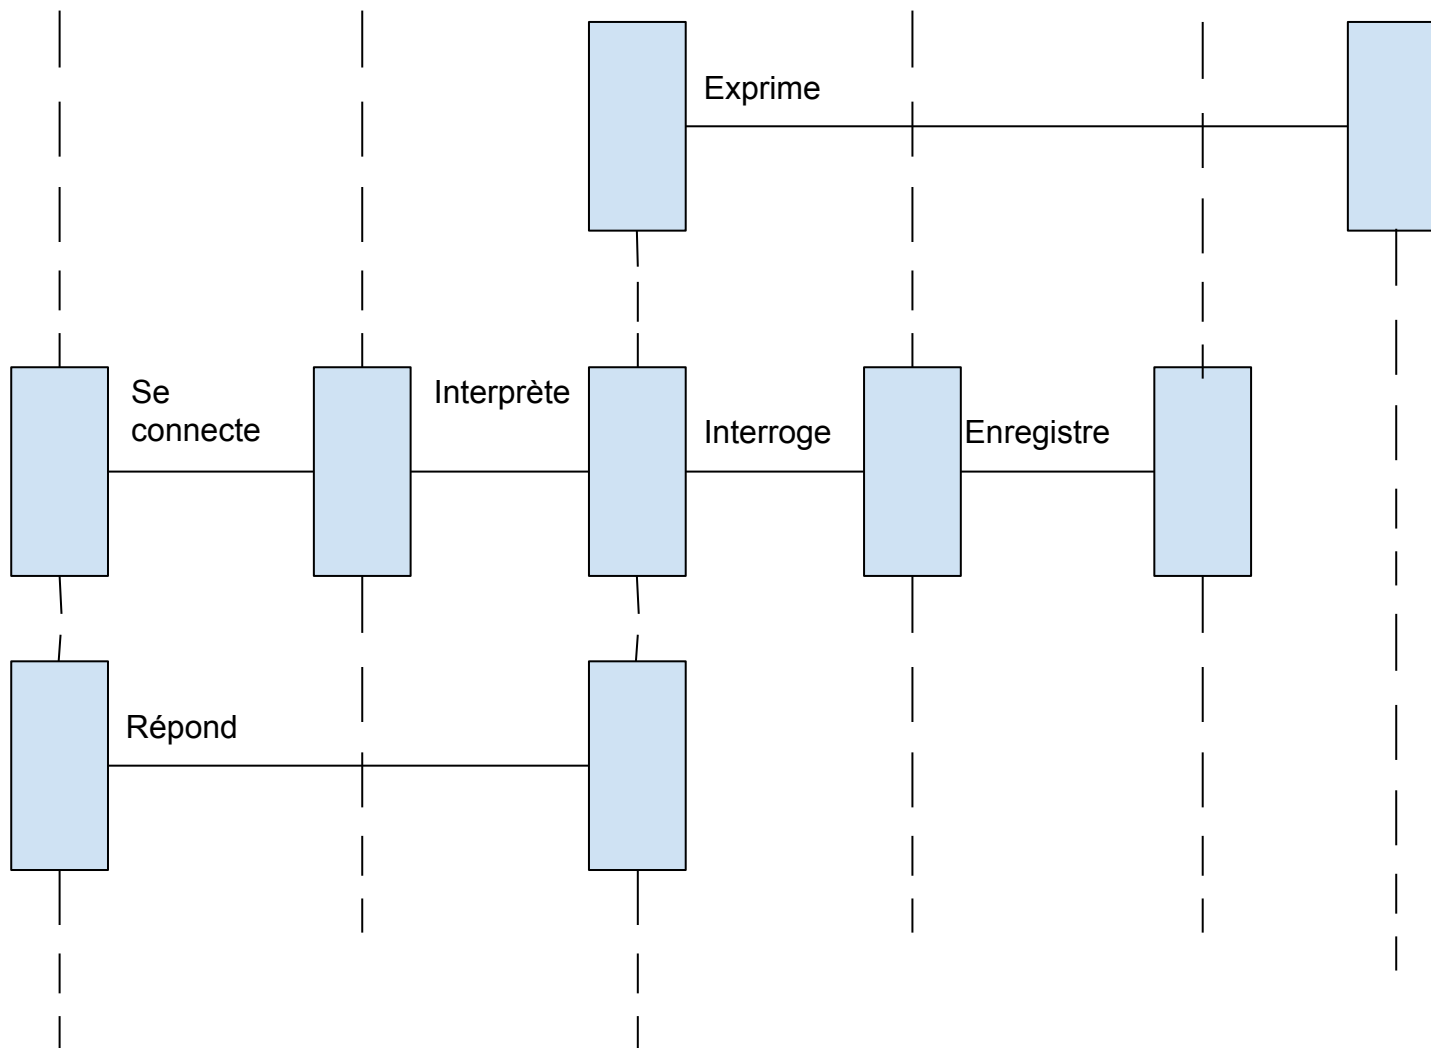 Exprime
Se
connecte
Interprète
Interroge
Enregistre
Répond